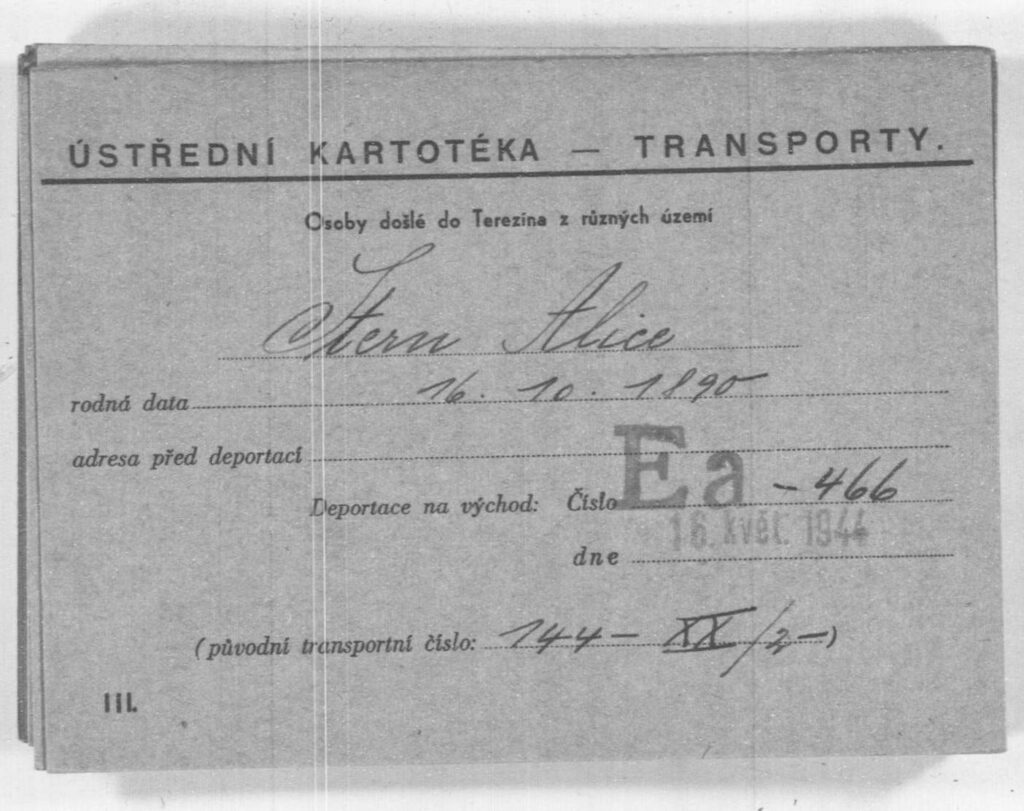 ÚSTŘEDNÍ KARTOTÉKA — TRANSPORTY.
Osoby došlé do Terezína z různých území
Stern Alice
rodná data 16. 10. 1890
adresa před deportací
Deportace na východ: Číslo Ea - 466
16. květ. 1944
dne
(původní transportní číslo: 144 - XX/2 -)
III.